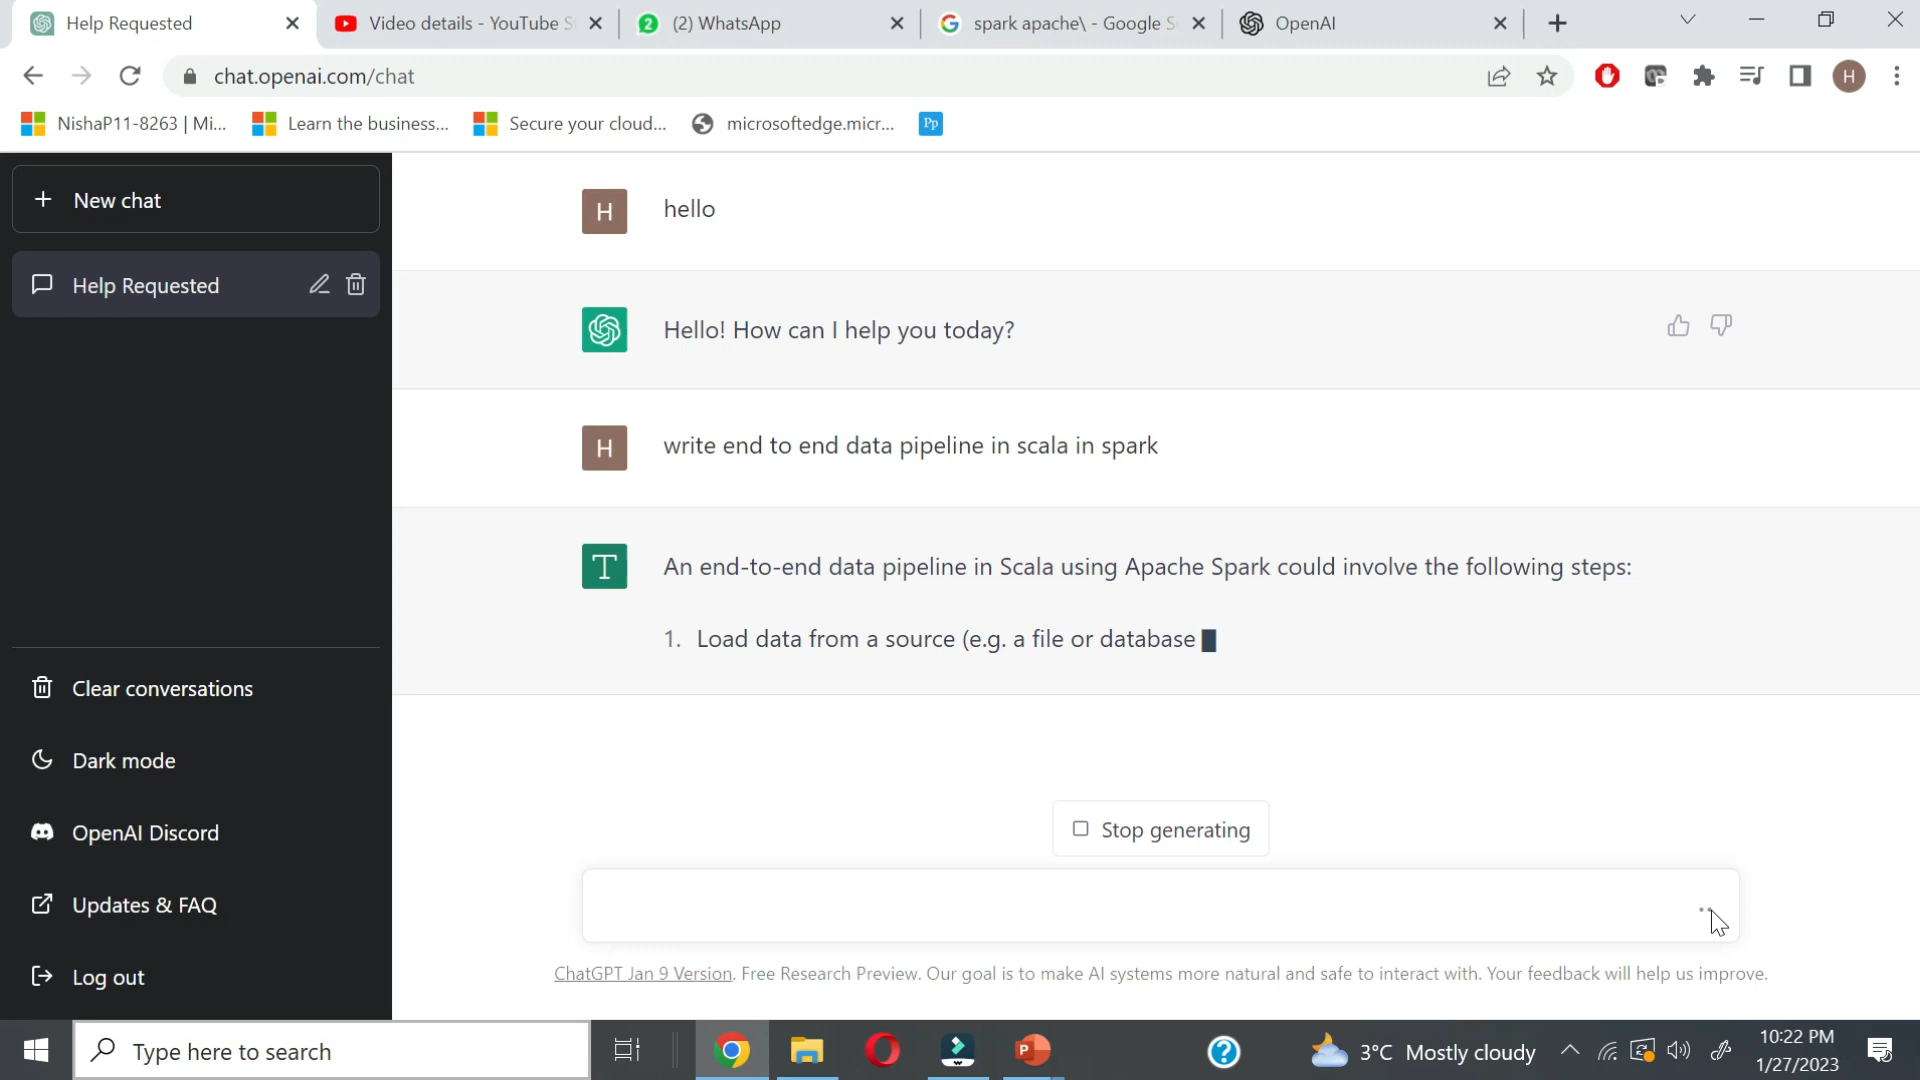 Help Requested
Video details - YouTube S
(2) WhatsApp
spark apache\ - Google S
OpenAI
chat.openai.com/chat
H
NishaP11-8263 | Mi...
Learn the business...
Secure your cloud...
microsoftedge.micr...
Pp
New chat
Help Requested
Clear conversations
Dark mode
OpenAI Discord
Updates & FAQ
Log out
H hello
Hello! How can I help you today?
H write end to end data pipeline in scala in spark
T An end-to-end data pipeline in Scala using Apache Spark could involve the following steps:
1. Load data from a source (e.g. a file or database
Stop generating
ChatGPT Jan 9 Version. Free Research Preview. Our goal is to make AI systems more natural and safe to interact with. Your feedback will help us improve.
Type here to search
3°C Mostly cloudy
10:22 PM
1/27/2023